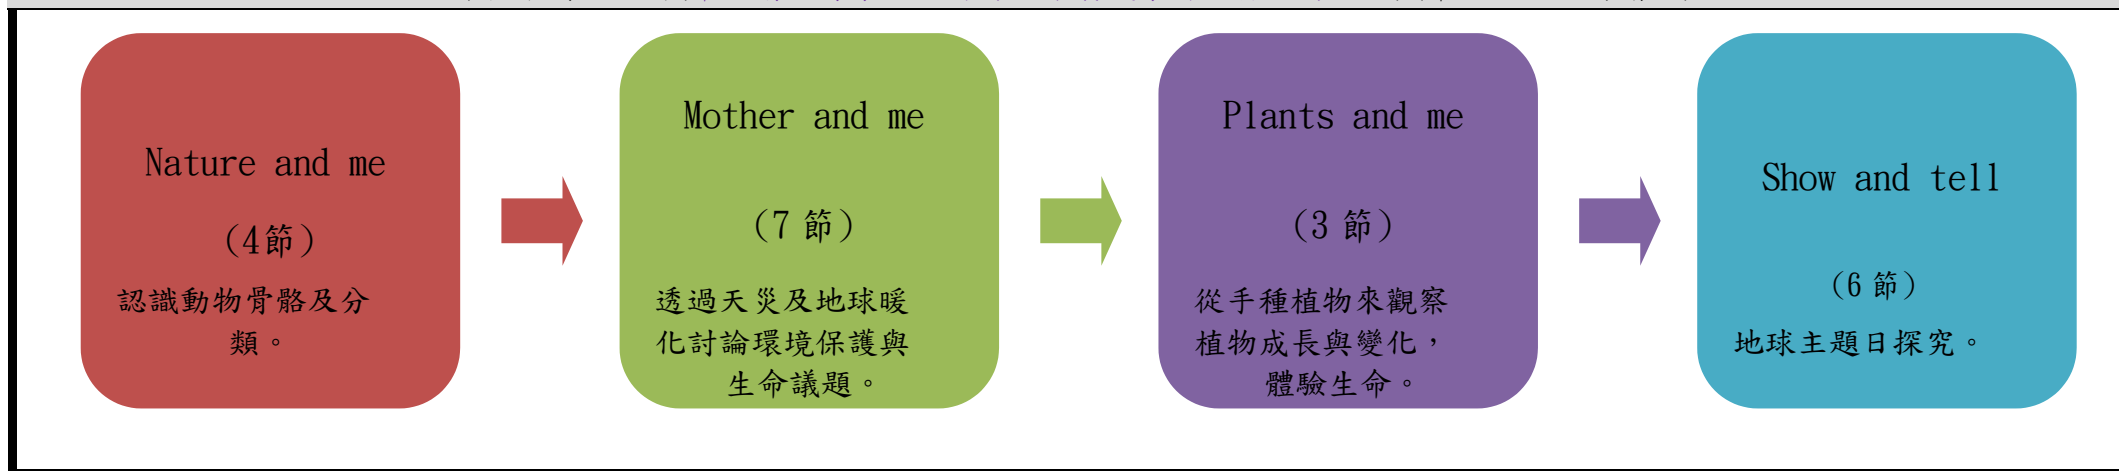 Nature and me
(4節)
認識動物骨骼及分
類。
Mother and me
(7 節)
透過天災及地球暖
化討論環境保護與
生命議題。
Plants and me
(3 節)
從手種植物來觀察
植物成長與變化，
體驗生命。
Show and tell
(6 節)
地球主題日探究。